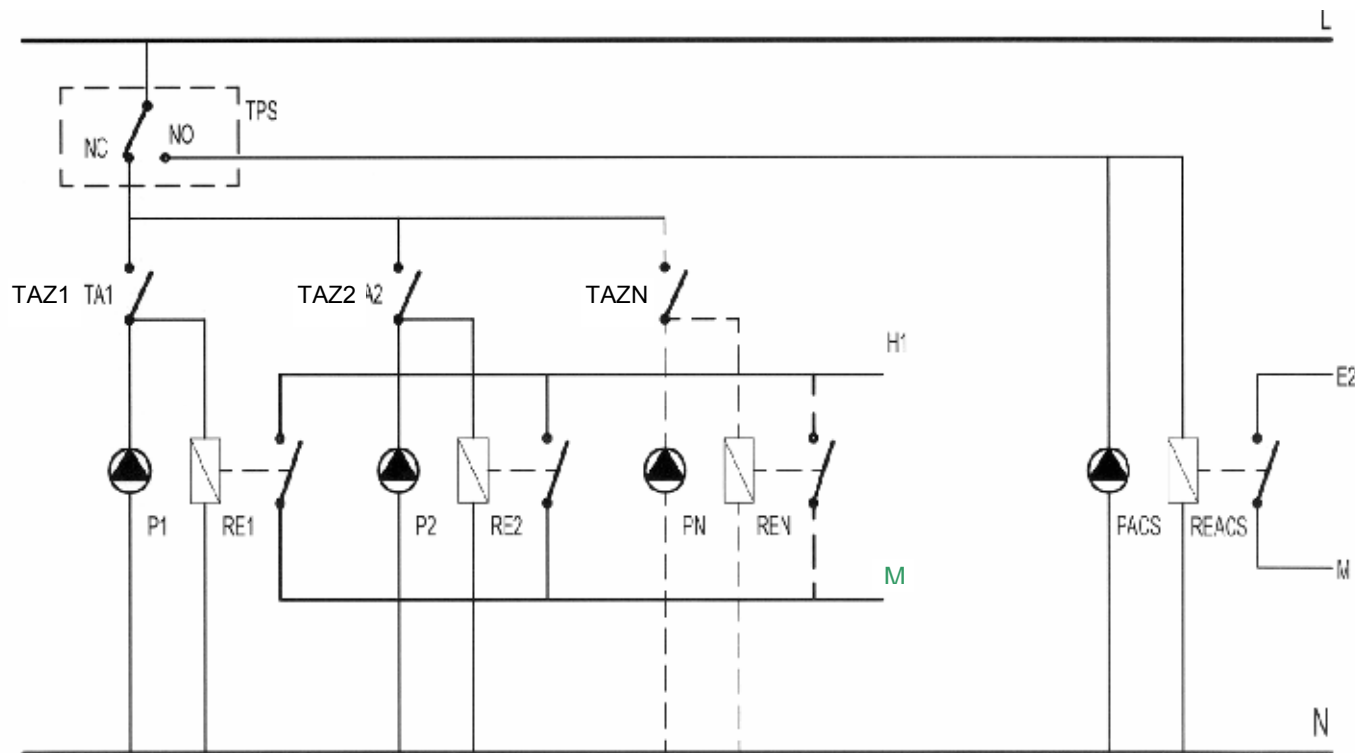 L
TPS
NC
NO
TAZ1 TA1
TAZ2 A2
TAZN
H1
E2
P1
RE1
P2
RE2
PN
REN
PACS
REACS
M
M
N